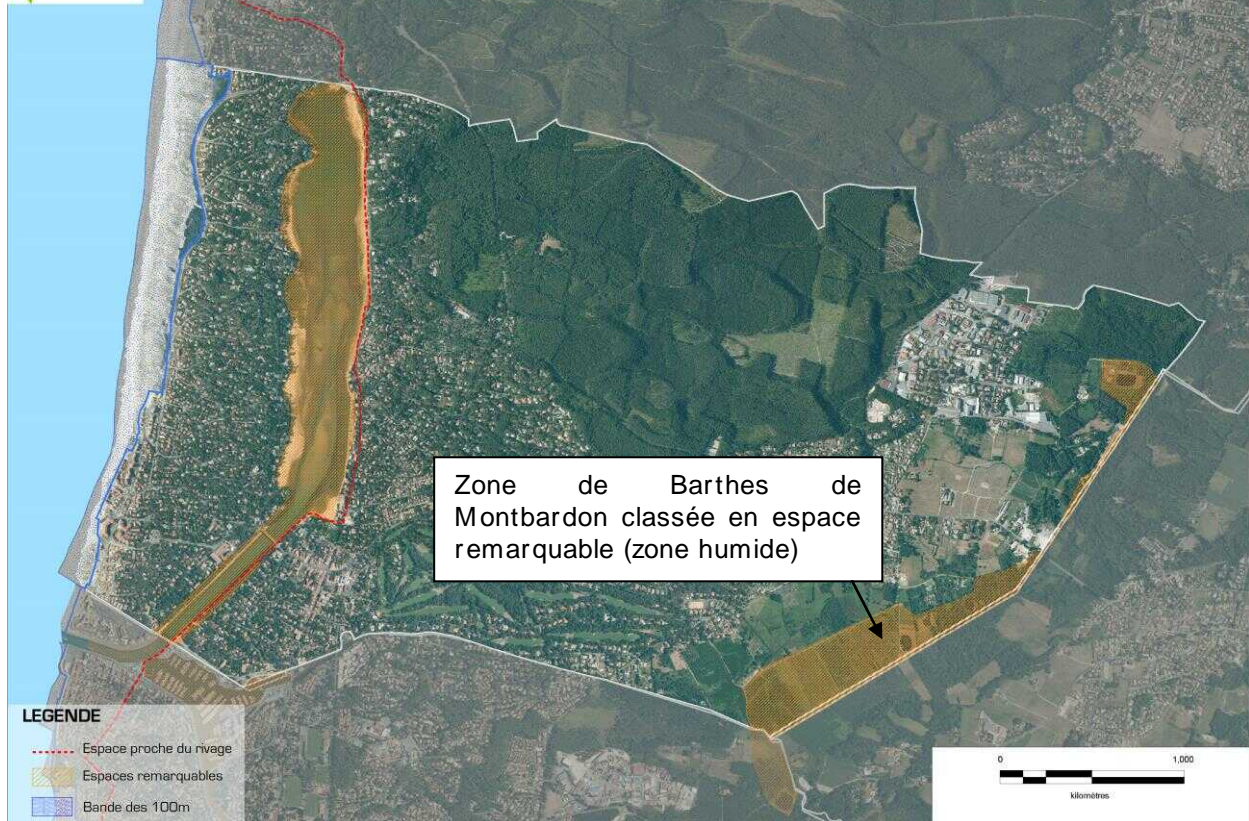 Zone de Barthes de
Montbardon classée en espace
remarquable (zone humide)
LEGENDE
Espace proche du rivage
Espaces remarquables
Bande des 100m
0 1,000
kilomètres